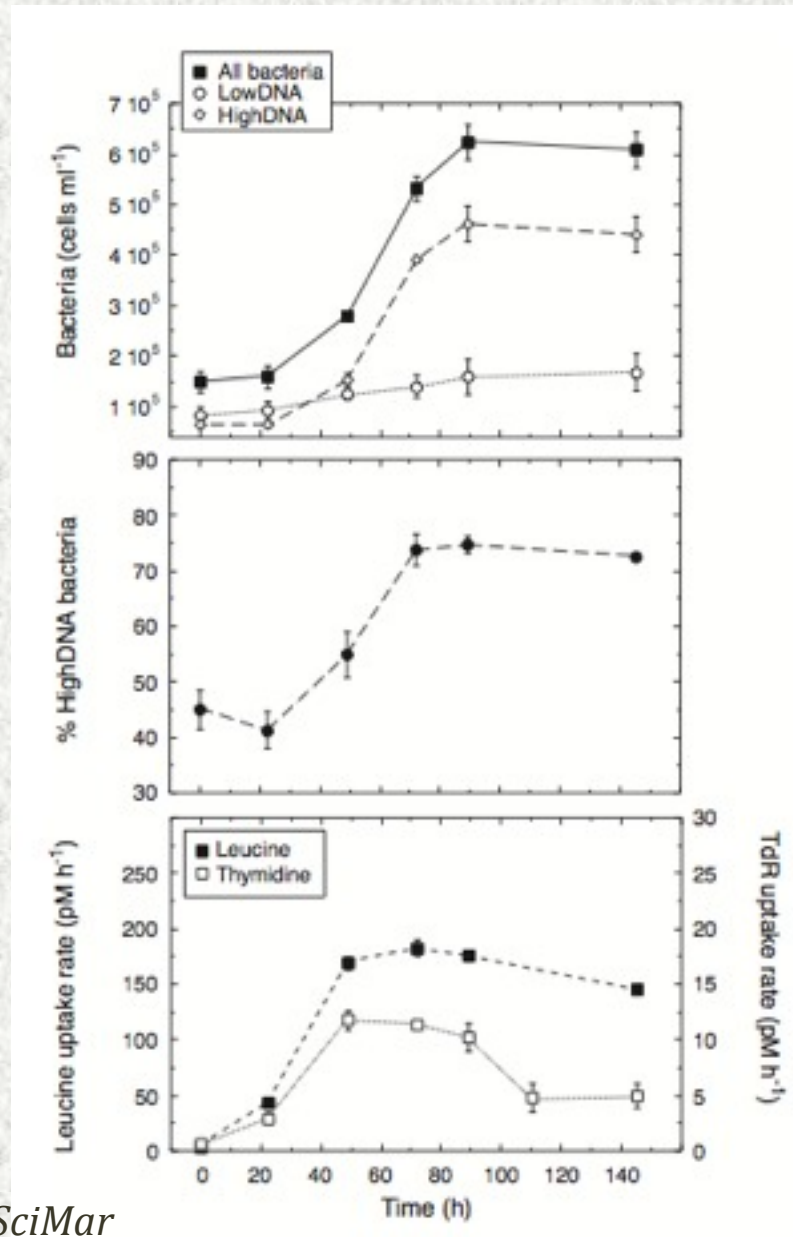 All bacteria
LowDNA
HighDNA
7 10⁵
6 10⁵
5 10⁵
4 10⁵
3 10⁵
2 10⁵
1 10⁵
Bacteria (cells ml⁻¹)
90
80
70
60
50
40
30
% HighDNA bacteria
Leucine
Thymidine
250
200
150
100
50
0
Leucine uptake rate (pM h⁻¹)
30
25
20
15
10
5
0
TdR uptake rate (pM h⁻¹)
0 20 40 60 80 100 120 140
Time (h)
SciMar